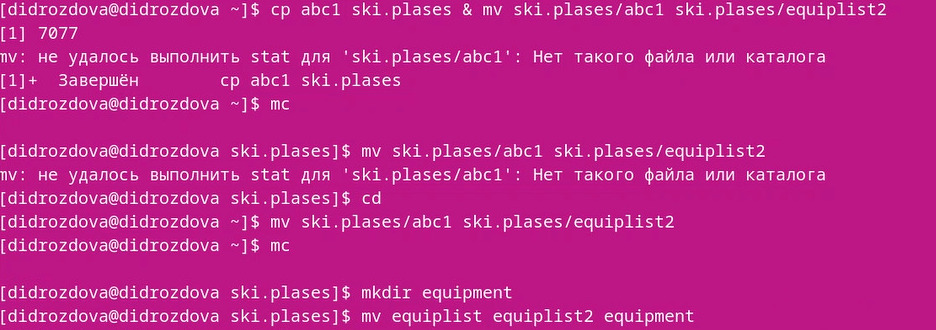 [didrozdova@didrozdova ~]$ cp abc1 ski.plases & mv ski.plases/abc1 ski.plases/equiplist2
[1] 7077
mv: не удалось выполнить stat для 'ski.plases/abc1': Нет такого файла или каталога
[1]+  Завершён        cp abc1 ski.plases
[didrozdova@didrozdova ~]$ mc
[didrozdova@didrozdova ski.plases]$ mv ski.plases/abc1 ski.plases/equiplist2
mv: не удалось выполнить stat для 'ski.plases/abc1': Нет такого файла или каталога
[didrozdova@didrozdova ski.plases]$ cd
[didrozdova@didrozdova ~]$ mv ski.plases/abc1 ski.plases/equiplist2
[didrozdova@didrozdova ~]$ mc
[didrozdova@didrozdova ski.plases]$ mkdir equipment
[didrozdova@didrozdova ski.plases]$ mv equiplist equiplist2 equipment